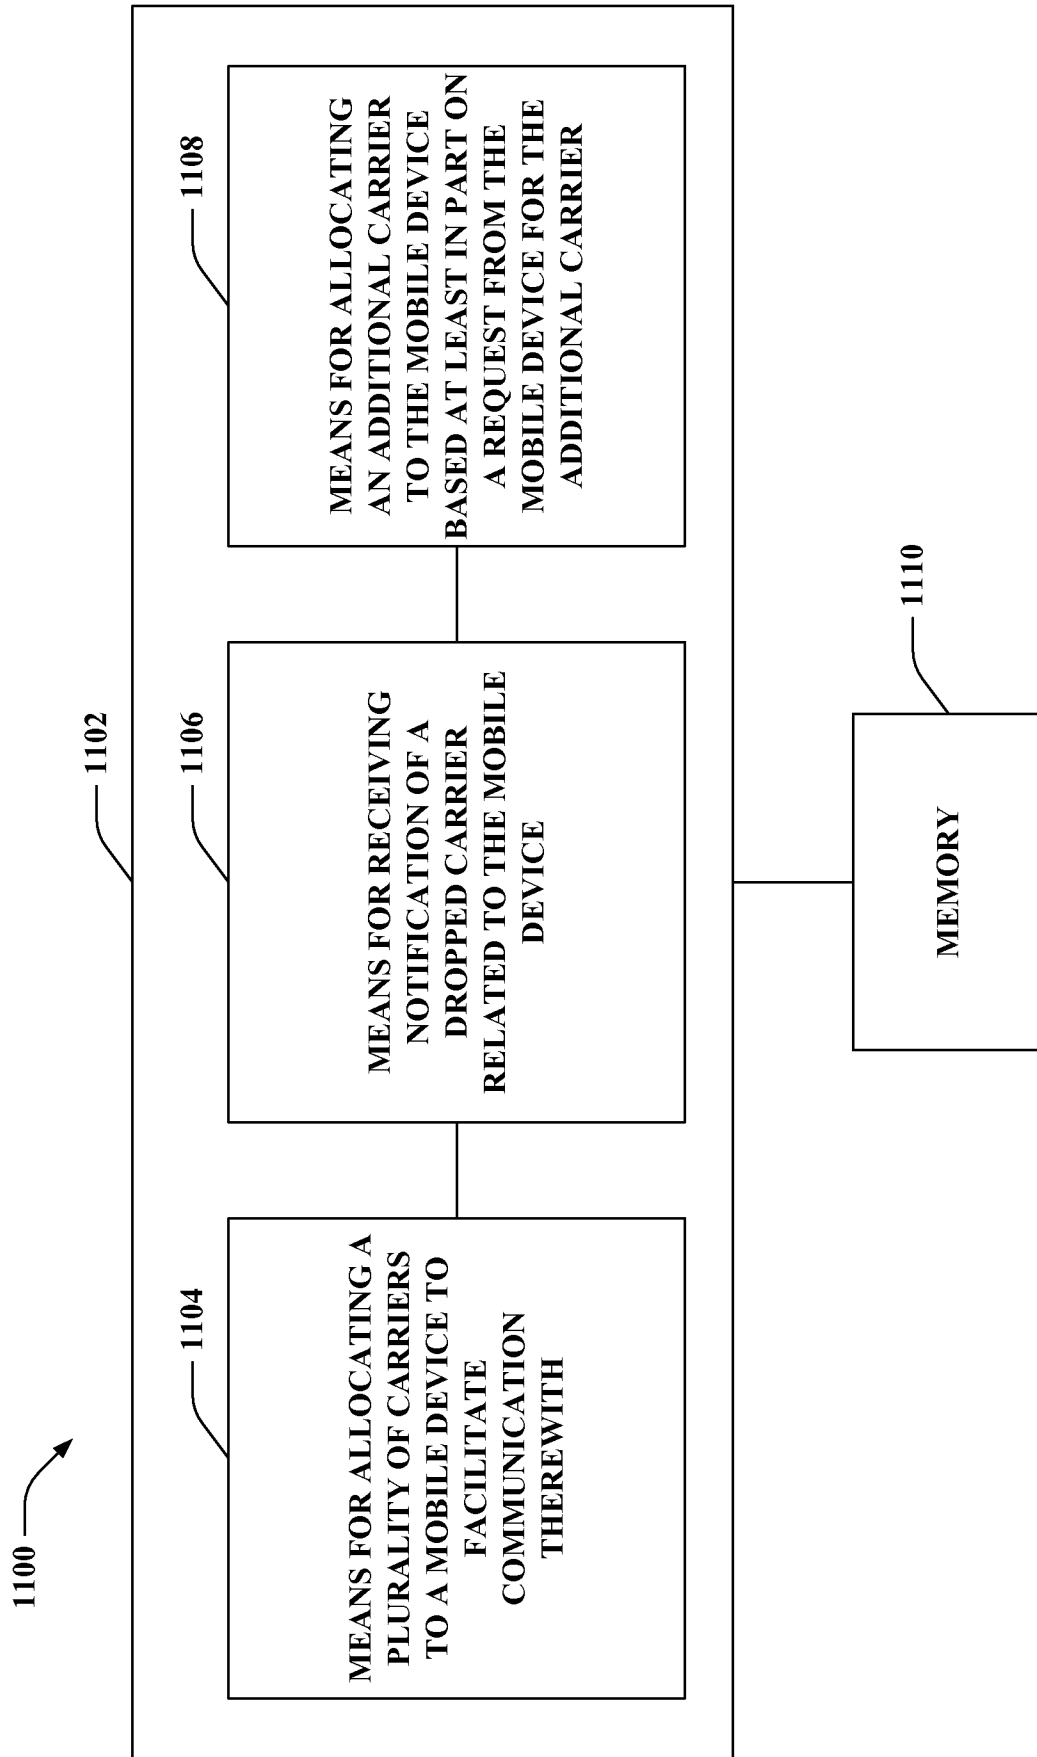 1100
1102
1104
MEANS FOR ALLOCATING A
PLURALITY OF CARRIERS
TO A MOBILE DEVICE TO
FACILITATE
COMMUNICATION
THEREWITH
1106
MEANS FOR RECEIVING
NOTIFICATION OF A
DROPPED CARRIER
RELATED TO THE MOBILE
DEVICE
1108
MEANS FOR ALLOCATING
AN ADDITIONAL CARRIER
TO THE MOBILE DEVICE
BASED AT LEAST IN PART ON
A REQUEST FROM THE
MOBILE DEVICE FOR THE
ADDITIONAL CARRIER
1110
MEMORY